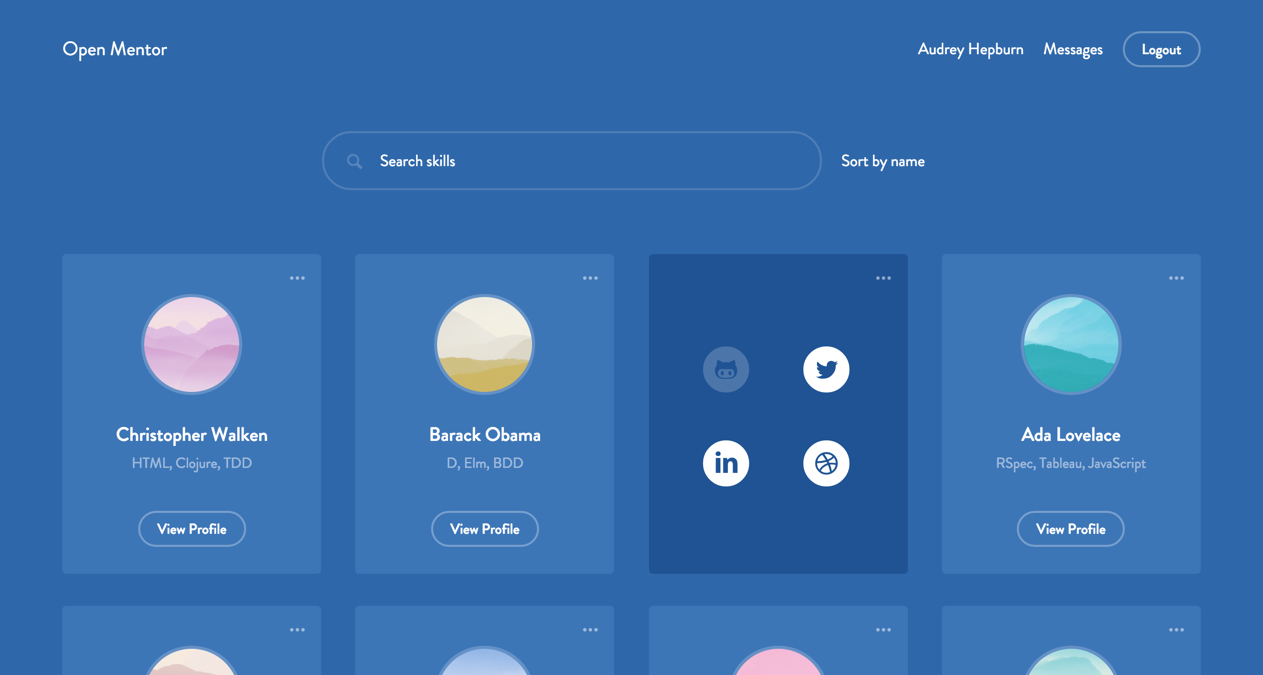 Open Mentor
Audrey Hepburn Messages Logout
Search skills
Sort by name
Christopher Walken
HTML, Clojure, TDD
View Profile
Barack Obama
D, Elm, BDD
View Profile
in
Ada Lovelace
RSpec, Tableau, JavaScript
View Profile